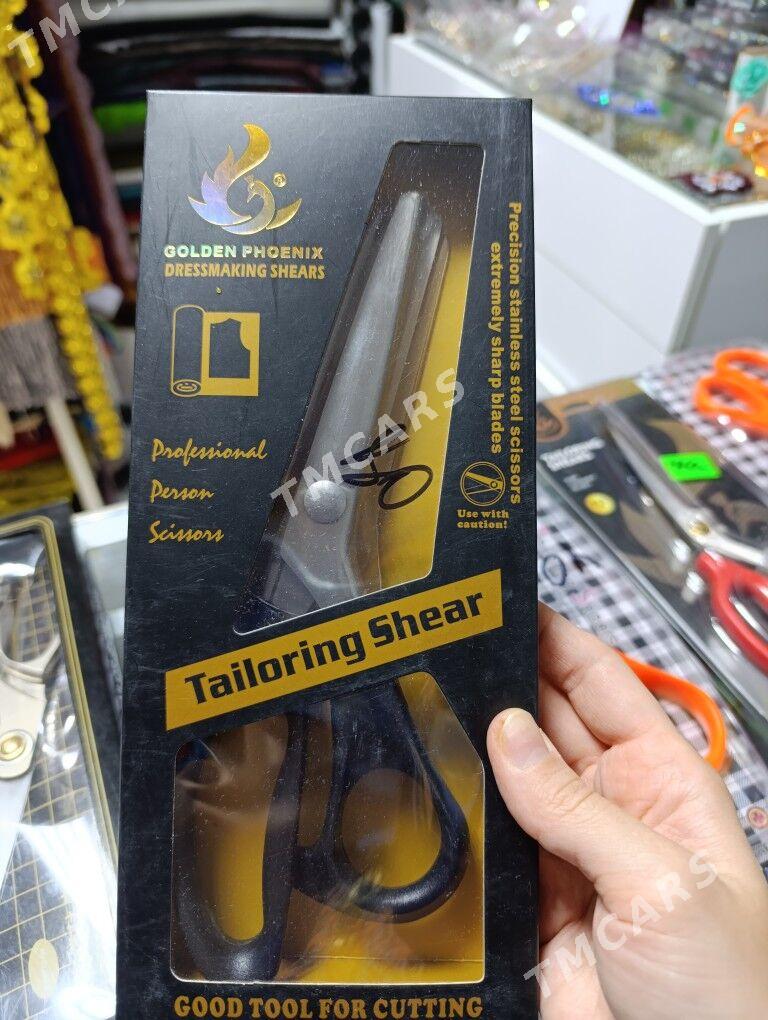 GOLDEN PHOENIX
DRESSMAKING SHEARS
Precision stainless steel scissors
extremely sharp blades
Professional
Person
Scissors
Use with
caution!
Tailoring Shear
GOOD TOOL FOR CUTTING
TMCARS
TMCARS
TMCARS
TMCARS